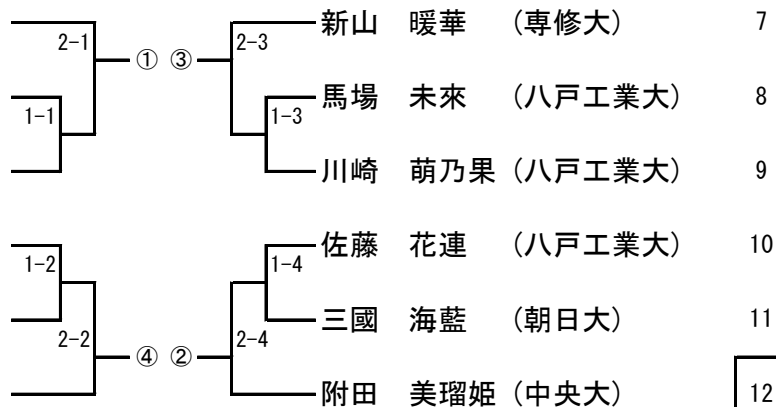 2-1 ① ③ 2-3 新山 暖華 (専修大) 7
1-1 1-3 馬場 未來 (八戸工業大) 8
川崎 萌乃果 (八戸工業大) 9
1-2 1-4 佐藤 花連 (八戸工業大) 10
2-2 ④ ② 2-4 三國 海藍 (朝日大) 11
附田 美瑠姫 (中央大) 12